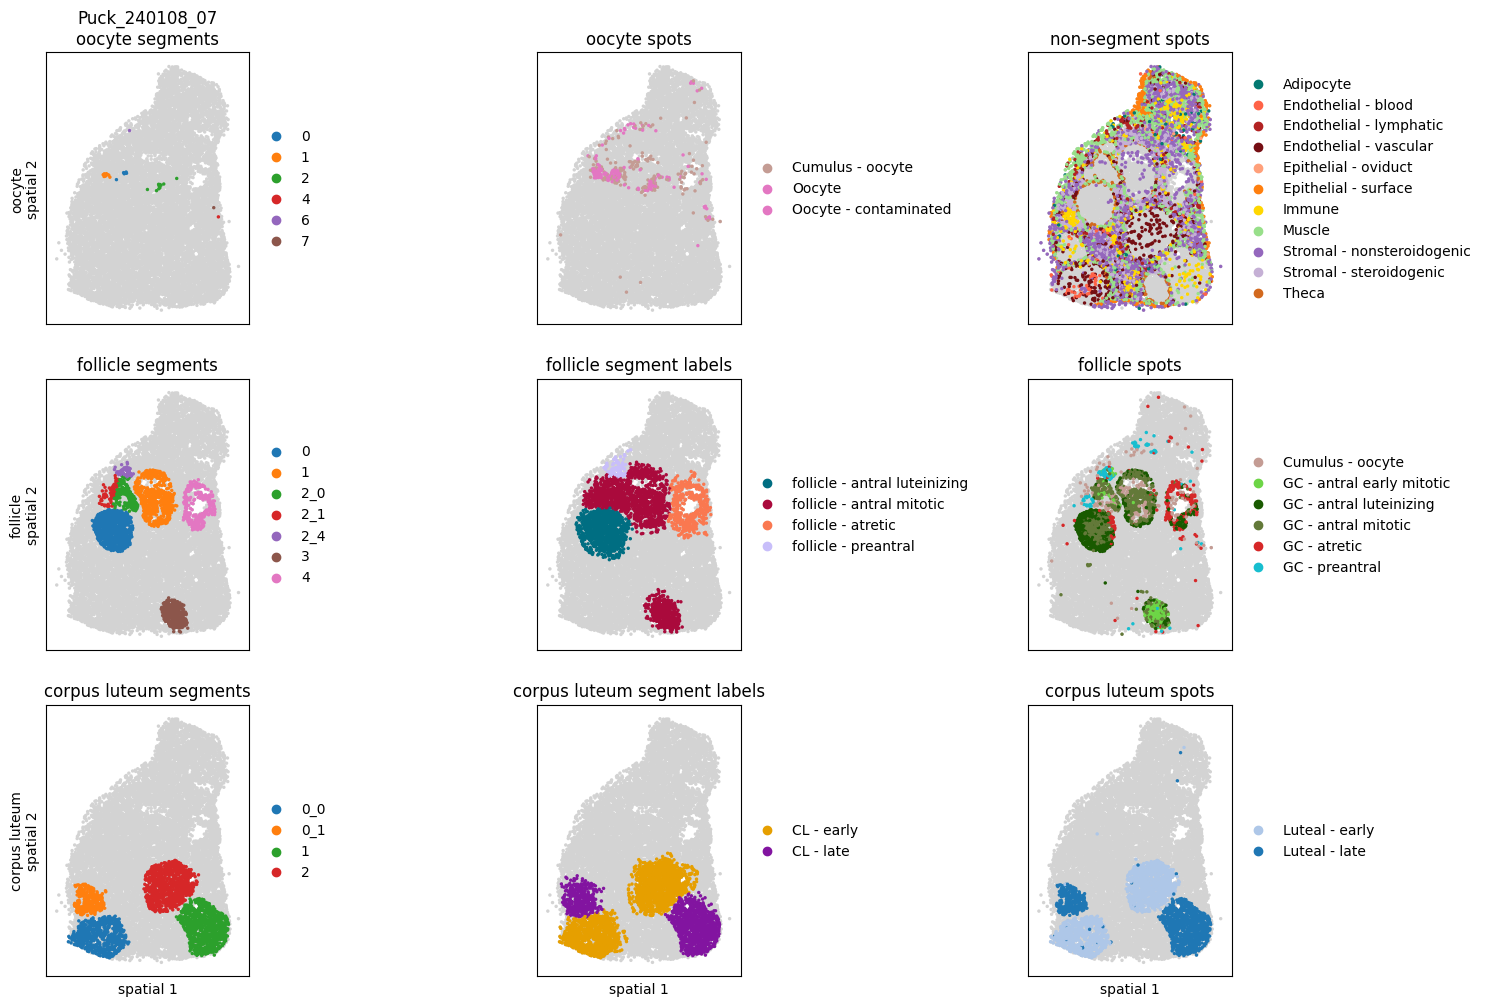 Puck_240108_07
oocyte segments
oocyte
spatial 2
0
1
2
4
6
7
oocyte spots
Cumulus - oocyte
Oocyte
Oocyte - contaminated
non-segment spots
Adipocyte
Endothelial - blood
Endothelial - lymphatic
Endothelial - vascular
Epithelial - oviduct
Epithelial - surface
Immune
Muscle
Stromal - nonsteroidogenic
Stromal - steroidogenic
Theca
follicle segments
follicle
spatial 2
0
1
2_0
2_1
2_4
3
4
follicle segment labels
follicle - antral luteinizing
follicle - antral mitotic
follicle - atretic
follicle - preantral
follicle spots
Cumulus - oocyte
GC - antral early mitotic
GC - antral luteinizing
GC - antral mitotic
GC - atretic
GC - preantral
corpus luteum segments
corpus luteum
spatial 2
0_0
0_1
1
2
spatial 1
corpus luteum segment labels
CL - early
CL - late
spatial 1
corpus luteum spots
Luteal - early
Luteal - late
spatial 1